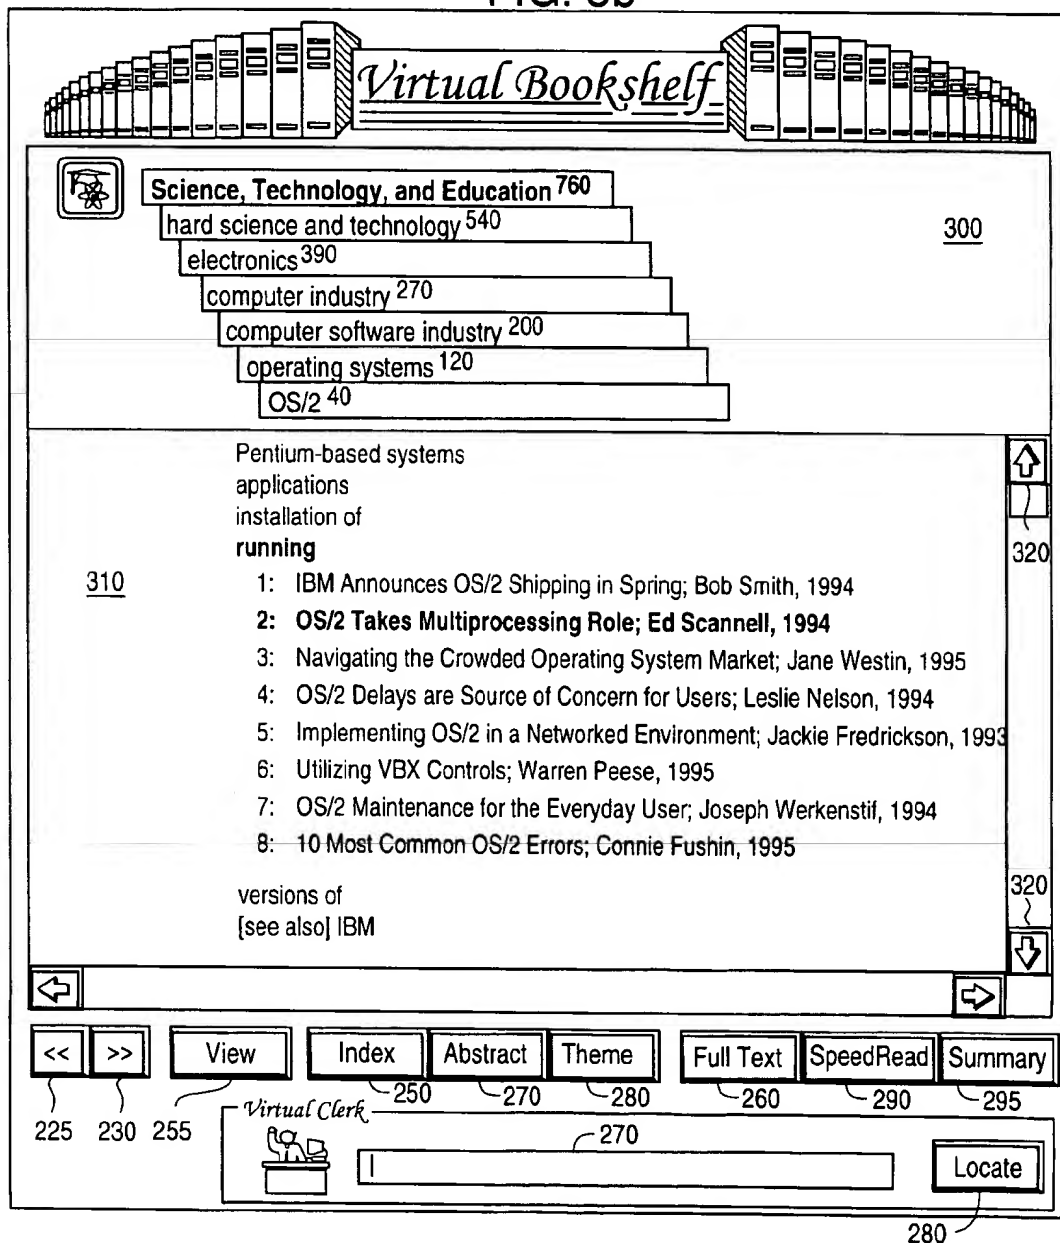 FIG. 3b
Virtual Bookshelf
Science, Technology, and Education 760
hard science and technology 540
300
electronics 390
computer industry 270
computer software industry 200
operating systems 120
OS/2 40
Pentium-based systems
applications
installation of
running
320
310
1: IBM Announces OS/2 Shipping in Spring; Bob Smith, 1994
2: OS/2 Takes Multiprocessing Role; Ed Scannell, 1994
3: Navigating the Crowded Operating System Market; Jane Westin, 1995
4: OS/2 Delays are Source of Concern for Users; Leslie Nelson, 1994
5: Implementing OS/2 in a Networked Environment; Jackie Fredrickson, 1993
6: Utilizing VBX Controls; Warren Peese, 1995
7: OS/2 Maintenance for the Everyday User; Joseph Werkenstif, 1994
8: 10 Most Common OS/2 Errors; Connie Fushin, 1995
versions of
320
[see also] IBM
<< >> View Index Abstract Theme Full Text SpeedRead Summary
250 270 280 260 290 295
225 230 255
Virtual Clerk
270
Locate
280